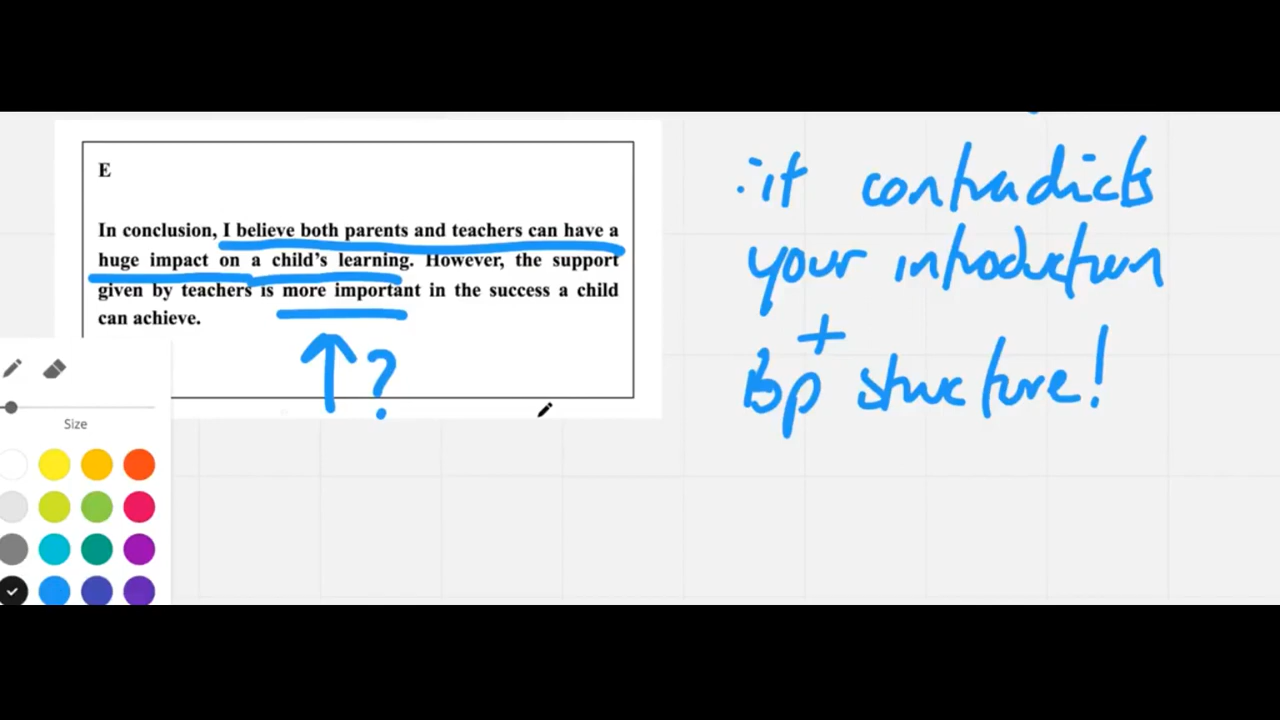 E
In conclusion, I believe both parents and teachers can have a
huge impact on a child's learning. However, the support
given by teachers is more important in the success a child
can achieve.
?
Size
:it contradicts
your introduction
+
Bp structure!